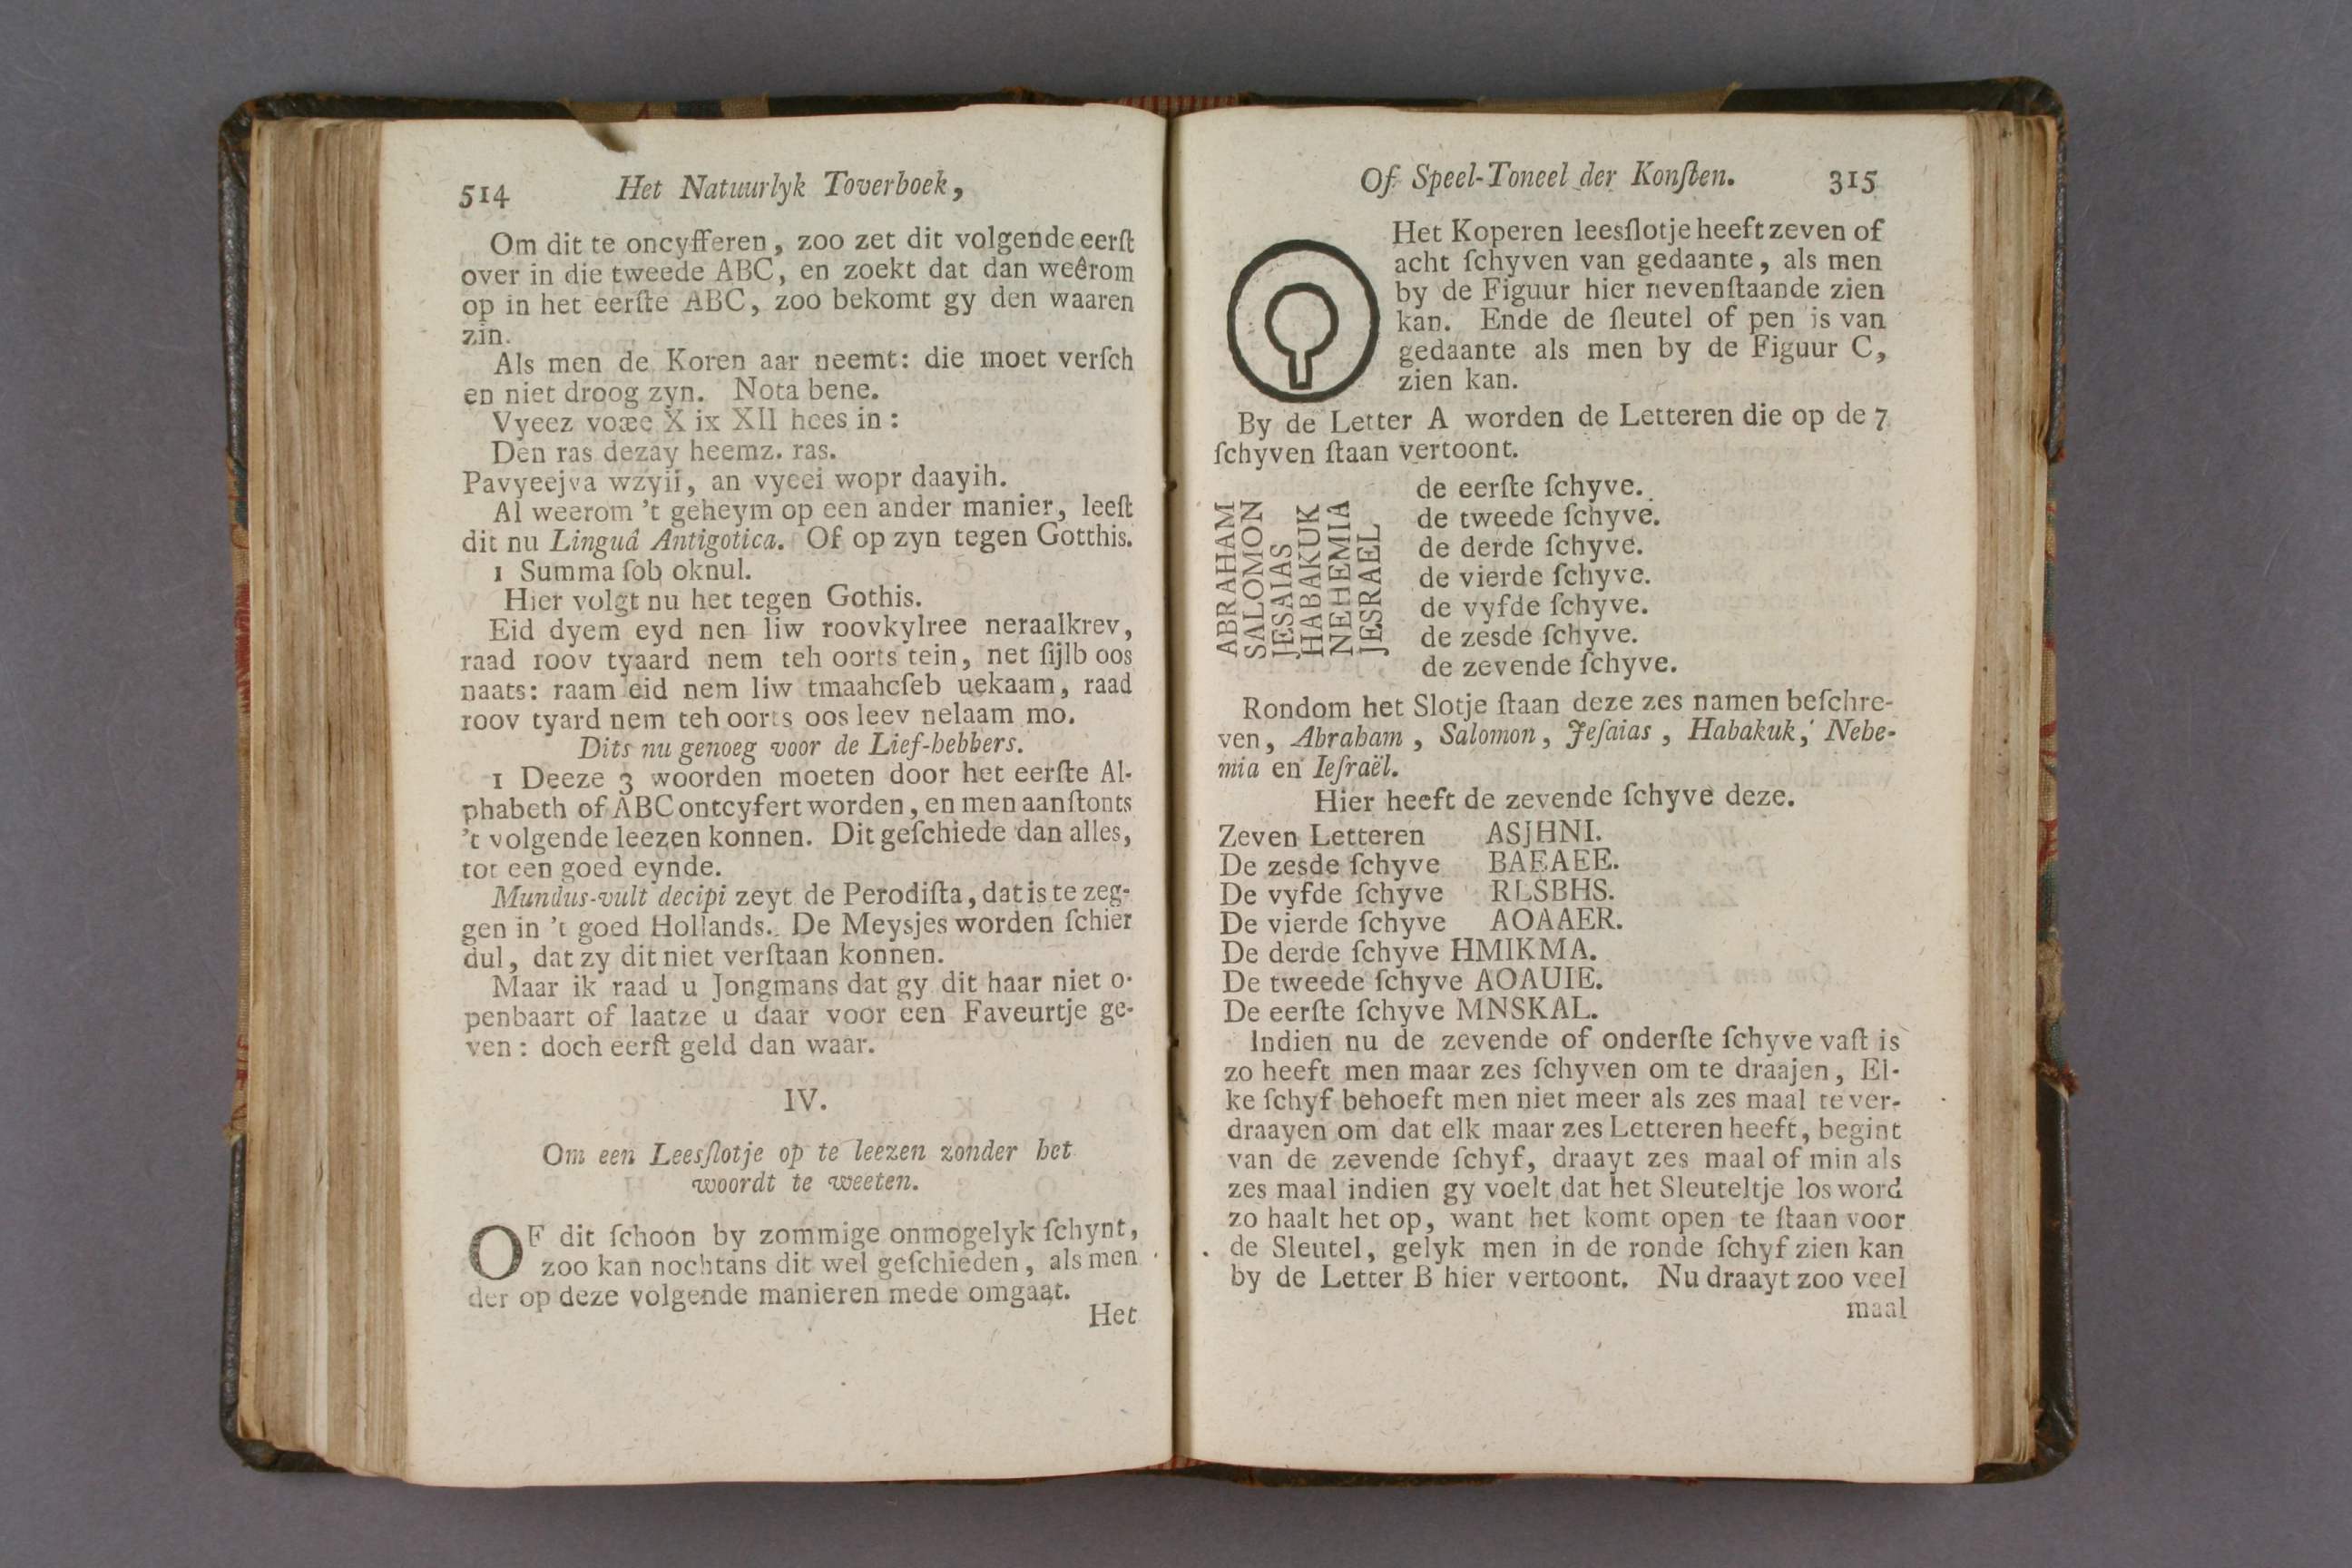 514 Het Natuurlyk Toverboek,
Om dit te oncyfferen, zoo zet dit volgende eerſt
over in die tweede ABC, en zoekt dat dan weêrom
op in het eerſte ABC, zoo bekomt gy den waaren
zin.
Als men de Koren aar neemt: die moet verſch
en niet droog zyn. Nota bene.
Vyeez voæe X ix XII hees in:
Den ras dezay heemz. ras.
Pavyeejva wzyii, an vyeei wopr daayih.
Al weerom 't geheym op een ander manier, leeſt
dit nu Linguâ Antigotica. Of op zyn tegen Gotthis.
1 Summa ſob oknul.
Hier volgt nu het tegen Gothis.
Eid dyem eyd nen liw roovkylree neraalkrev,
raad roov tyaard nem teh oorts tein, net ſijlb oos
naats: raam eid nem liw tmaahcſeb uekaam, raad
roov tyard nem teh oorts oos leev nelaam mo.
Dits nu genoeg voor de Lief-hebbers.
1 Deeze 3 woorden moeten door het eerſte Al-
phabeth of ABC ontcyfert worden, en men aanſtonts
't volgende leezen konnen. Dit geſchiede dan alles,
tot een goed eynde.
Mundus-vult decipi zeyt de Perodiſta, dat is te zeg-
gen in 't goed Hollands. De Meysjes worden ſchier
dul, dat zy dit niet verſtaan konnen.
Maar ik raad u Jongmans dat gy dit haar niet o-
penbaart of laatze u daar voor een Faveurtje ge-
ven: doch eerſt geld dan waar.
IV.
Om een Leesſlotje op te leezen zonder het
woordt te weeten.
OF dit ſchoon by zommige onmogelyk ſchynt,
zoo kan nochtans dit wel geſchieden, als men
der op deze volgende manieren mede omgaat.
Het
Of Speel-Toneel der Konſten. 315
Het Koperen leesſlotje heeft zeven of
acht ſchyven van gedaante, als men
by de Figuur hier nevenſtaande zien
kan. Ende de ſleutel of pen is van
gedaante als men by de Figuur C,
zien kan.
By de Letter A worden de Letteren die op de 7
ſchyven ſtaan vertoont.
ABRAHAM
SALOMON
JESAIAS
HABAKUK
NEHEMIA
JESRAEL
de eerſte ſchyve.
de tweede ſchyve.
de derde ſchyve.
de vierde ſchyve.
de vyfde ſchyve.
de zesde ſchyve.
de zevende ſchyve.
Rondom het Slotje ſtaan deze zes namen beſchre-
ven, Abraham, Salomon, Jeſaias, Habakuk, Nehe-
mia en Ieſraël.
Hier heeft de zevende ſchyve deze.
Zeven Letteren ASJHNI.
De zesde ſchyve BAEAEE.
De vyfde ſchyve RLSBHS.
De vierde ſchyve AOAAER.
De derde ſchyve HMIKMA.
De tweede ſchyve AOAUIE.
De eerſte ſchyve MNSKAL.
Indien nu de zevende of onderſte ſchyve vaſt is
zo heeft men maar zes ſchyven om te draajen, El-
ke ſchyf behoeft men niet meer als zes maal te ver-
draayen om dat elk maar zes Letteren heeft, begint
van de zevende ſchyf, draayt zes maal of min als
zes maal indien gy voelt dat het Sleuteltje los word
zo haalt het op, want het komt open te ſtaan voor
de Sleutel, gelyk men in de ronde ſchyf zien kan
by de Letter B hier vertoont. Nu draayt zoo veel
maal